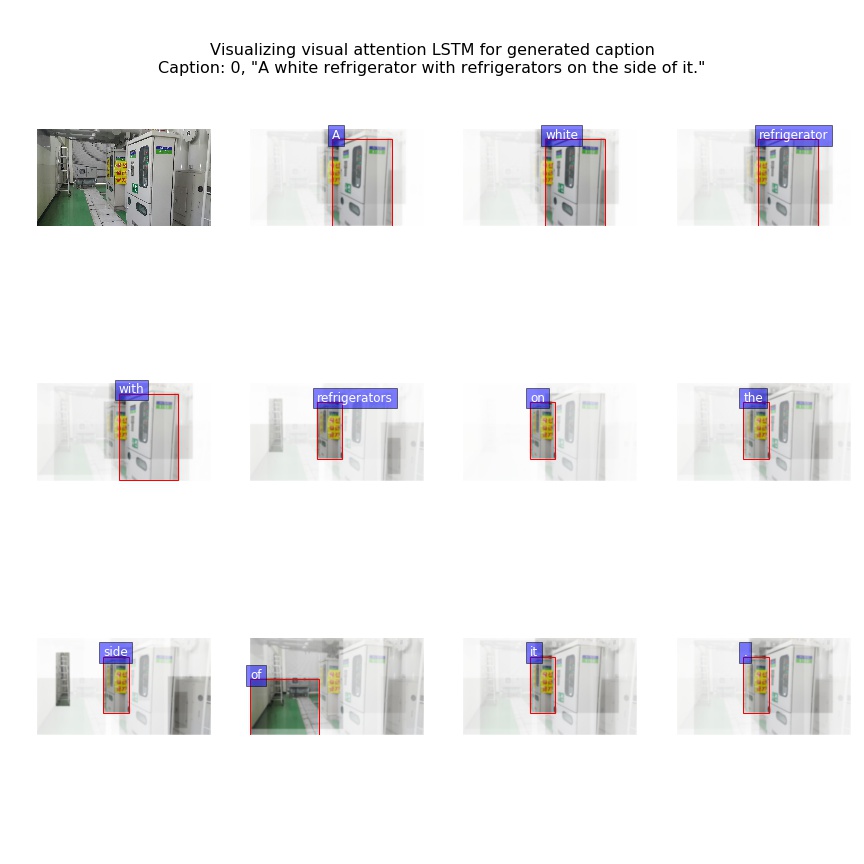 Visualizing visual attention LSTM for generated caption
Caption: 0, "A white refrigerator with refrigerators on the side of it."
A
white
refrigerator
with
refrigerators
on
the
side
of
it
.